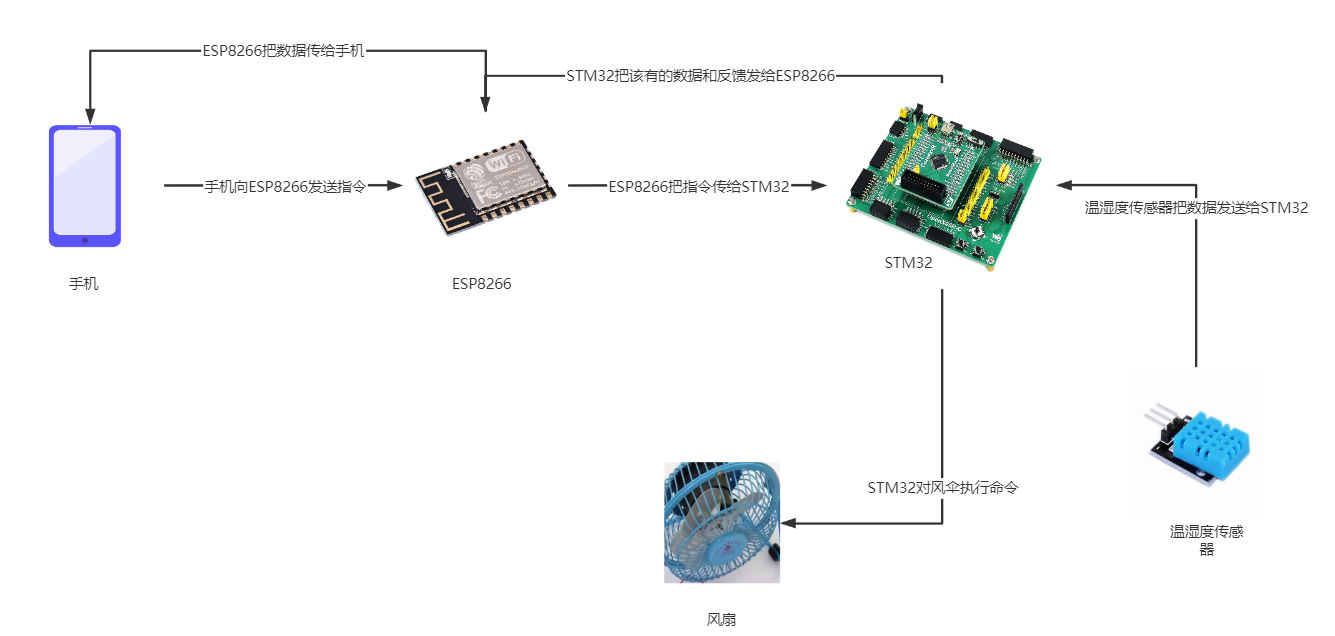 ESP8266把数据传给手机
STM32把该有的数据和反馈发给ESP8266
手机向ESP8266发送指令
ESP8266把指令传给STM32
温湿度传感器把数据发送给STM32
STM32
手机
ESP8266
STM32对风伞执行命令
温湿度传感
器
风扇
WiFi
FC